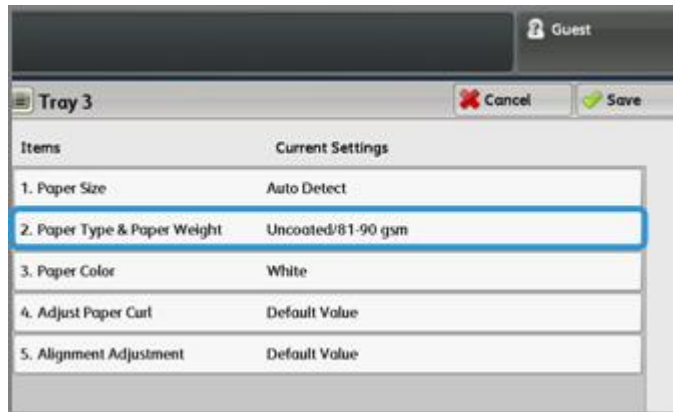 Guest
Tray 3 Cancel Save
Items Current Settings
1. Paper Size Auto Detect
2. Paper Type & Paper Weight Uncoated/81-90 gsm
3. Paper Color White
4. Adjust Paper Curl Default Value
5. Alignment Adjustment Default Value